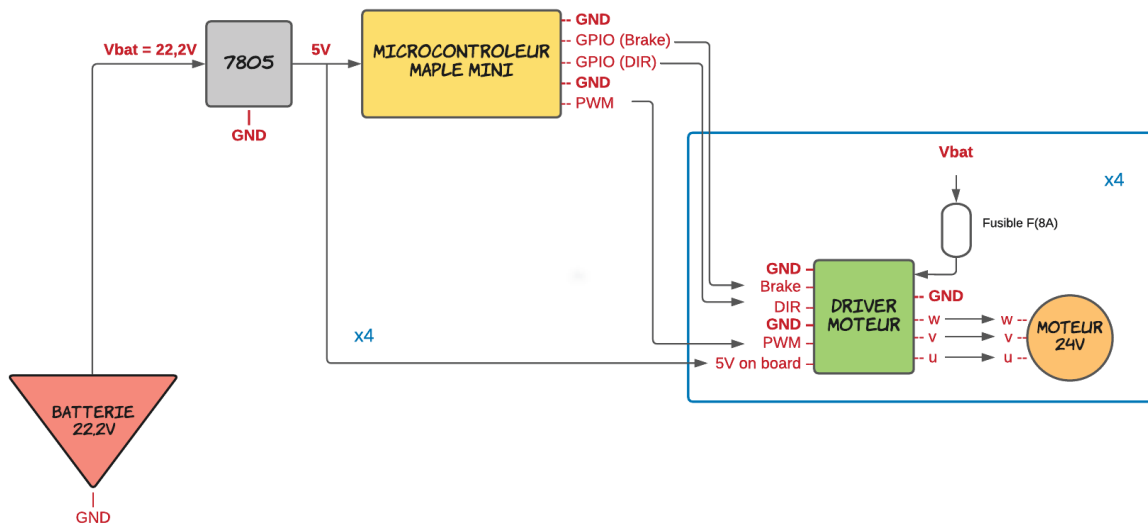 Vbat = 22,2V
7805
GND
5V
MICROCONTROLEUR
MAPLE MINI
GND
GPIO (Brake)
GPIO (DIR)
GND
PWM
x4
BATTERIE
22.2V
GND
x4
Vbat
Fusible F(8A)
GND
Brake
DIR
GND
PWM
5V on board
DRIVER
MOTEUR
GND
w
v
u
w
v
u
MOTEUR
24V